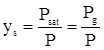 y_s = P_sat / P = P_g / P